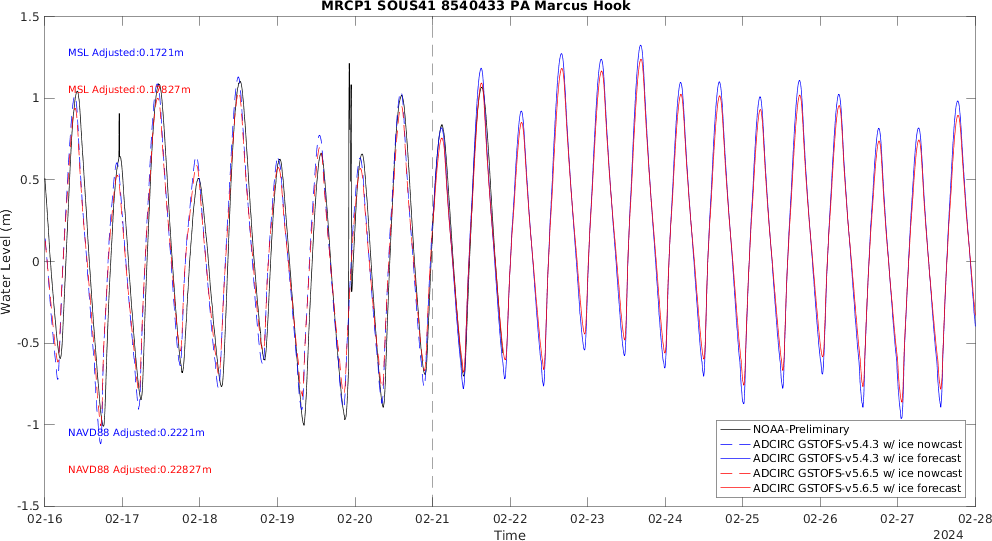 MRCP1 SOUS41 8540433 PA Marcus Hook
1.5
MSL Adjusted:0.1721m
MSL Adjusted:0.17827m
1
0.5
0
-0.5
-1
-1.5
Water Level (m)
NAVD88 Adjusted:0.2221m
NAVD88 Adjusted:0.22827m
NOAA-Preliminary
ADCIRC GSTOFS-v5.4.3 w/ ice nowcast
ADCIRC GSTOFS-v5.4.3 w/ ice forecast
ADCIRC GSTOFS-v5.6.5 w/ ice nowcast
ADCIRC GSTOFS-v5.6.5 w/ ice forecast
02-16 02-17 02-18 02-19 02-20 02-21 02-22 02-23 02-24 02-25 02-26 02-27 02-28
Time
2024